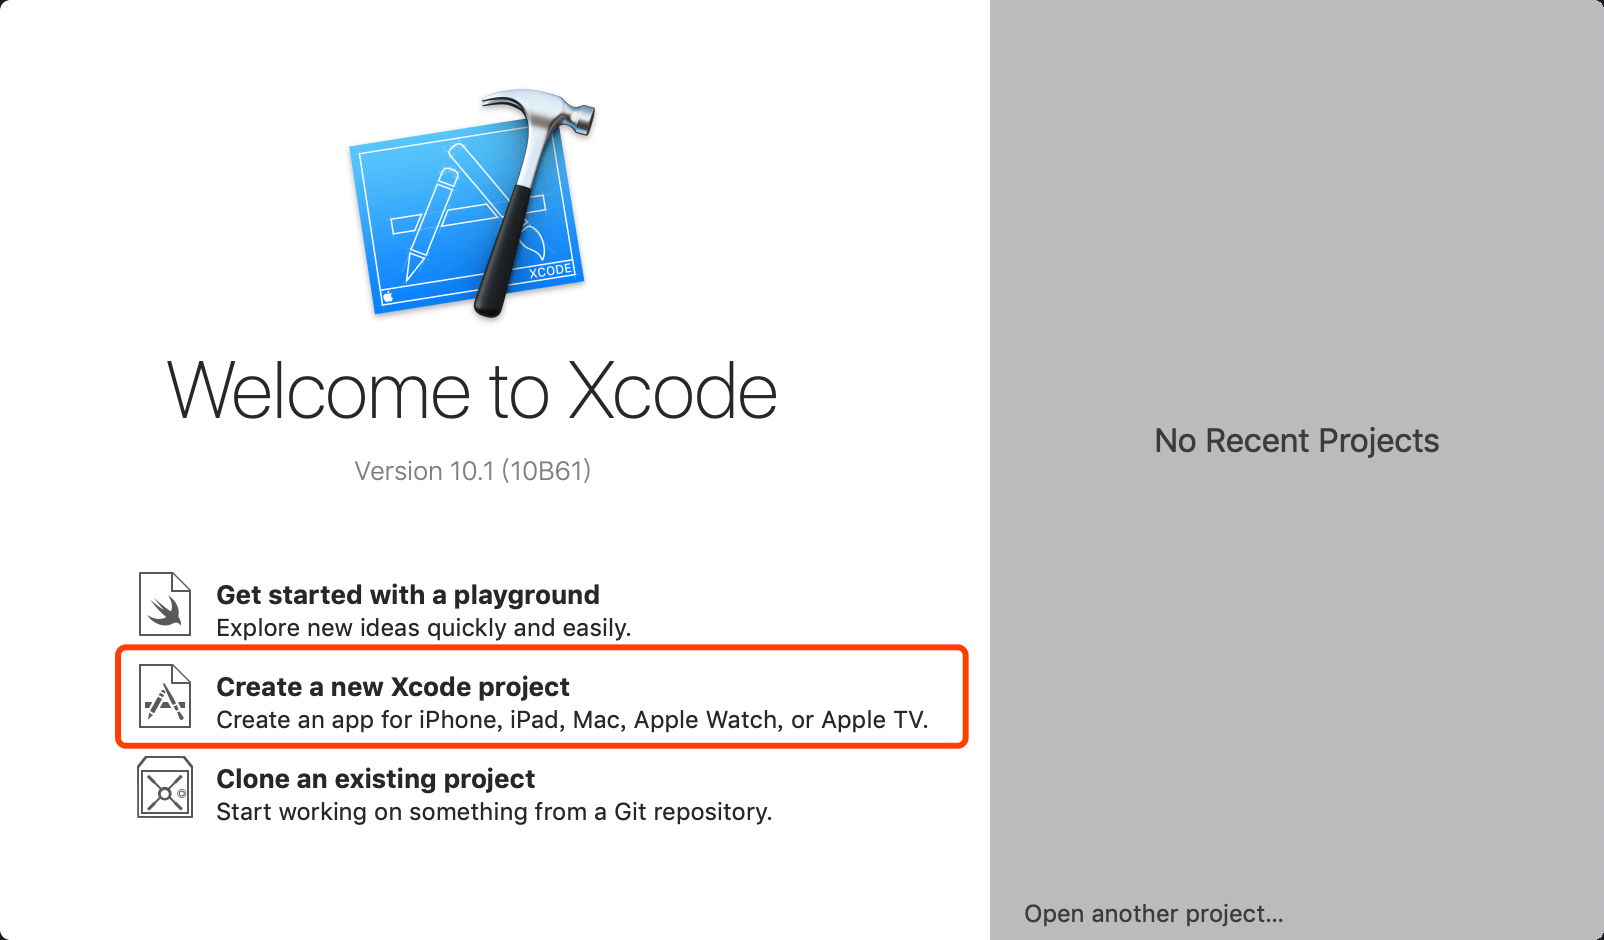 XCODE
Welcome to Xcode
Version 10.1 (10B61)
Get started with a playground
Explore new ideas quickly and easily.
Create a new Xcode project
Create an app for iPhone, iPad, Mac, Apple Watch, or Apple TV.
Clone an existing project
Start working on something from a Git repository.
No Recent Projects
Open another project...